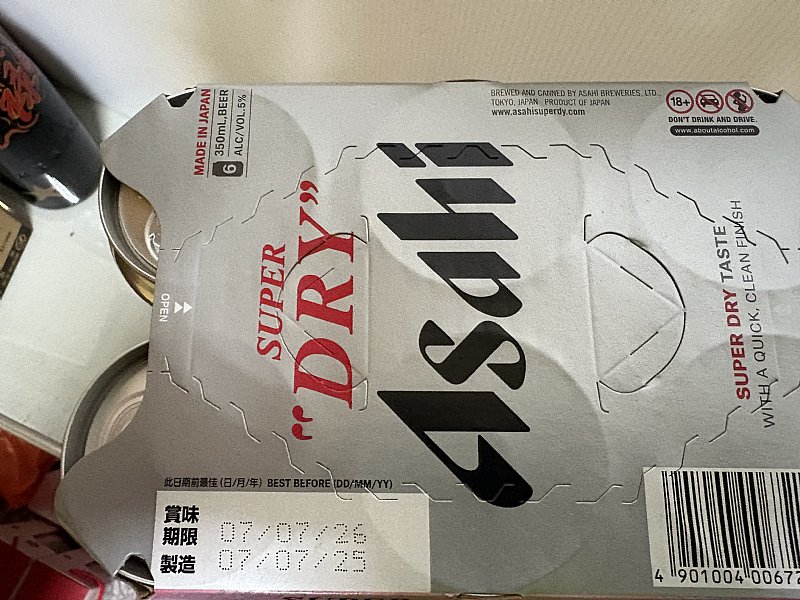 MADE IN JAPAN
350mL,BEER
6 ALC/VOL.5%
BREWED AND CANNED BY ASAHI BREWERIES, LTD.,
TOKYO, JAPAN PRODUCT OF JAPAN
www.asahisuperdry.com
18+
DON'T DRINK AND DRIVE.
www.aboutalcohol.com
SUPER
"DRY"
Asahi
OPEN
SUPER DRY TASTE
WITH A QUICK, CLEAN FINISH
此日期前最佳 (日/月/年) BEST BEFORE (DD/MM/YY)
賞味
期限
07/07/26
製造
07/07/25
4 901004 00672